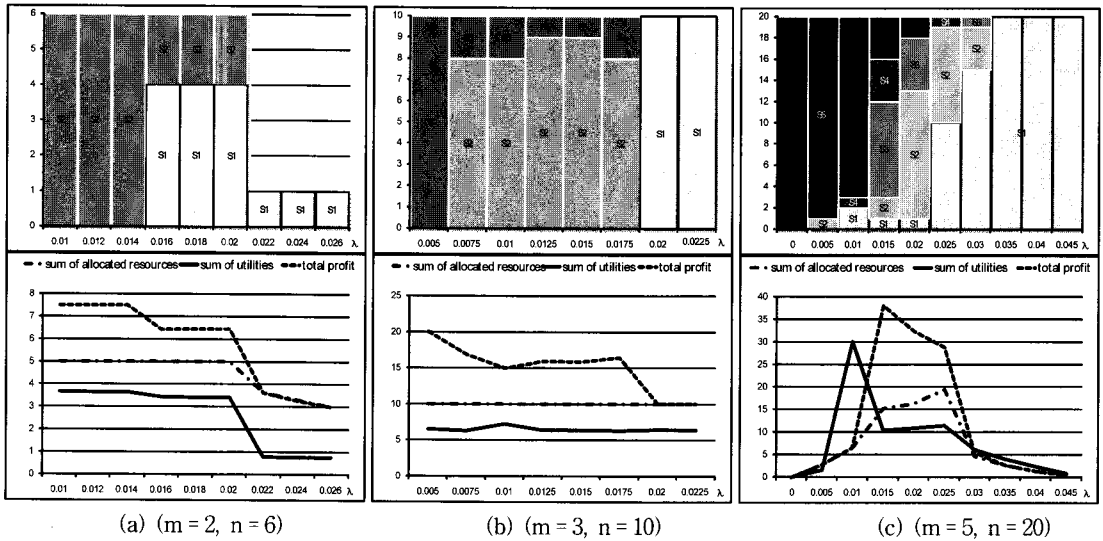 6
5
4
3
2
1
0
S1 S1 S1
S1 S1 S1
0.01 0.012 0.014 0.016 0.018 0.02 0.022 0.024 0.026 λ
sum of allocated resources sum of utilities total profit
8
7
6
5
4
3
2
1
0
0.01 0.012 0.014 0.016 0.018 0.02 0.022 0.024 0.026 λ
(a) (m = 2, n = 6)
10
9
8
7
6
5
4
3
2
1
0
S1 S1
0.005 0.0075 0.01 0.0125 0.015 0.0175 0.02 0.0225 λ
sum of allocated resources sum of utilities total profit
25
20
15
10
5
0
0.005 0.0075 0.01 0.0125 0.015 0.0175 0.02 0.0225 λ
(b) (m = 3, n = 10)
20
18
16
14
12
10
8
6
4
2
0
S5
S4
S4
S1
S1
S1
S1
0 0.005 0.01 0.015 0.02 0.025 0.03 0.035 0.04 0.045 λ
sum of allocated resources sum of utilities total profit
40
35
30
25
20
15
10
5
0
0 0.005 0.01 0.015 0.02 0.025 0.03 0.035 0.04 0.045 λ
(c) (m = 5, n = 20)